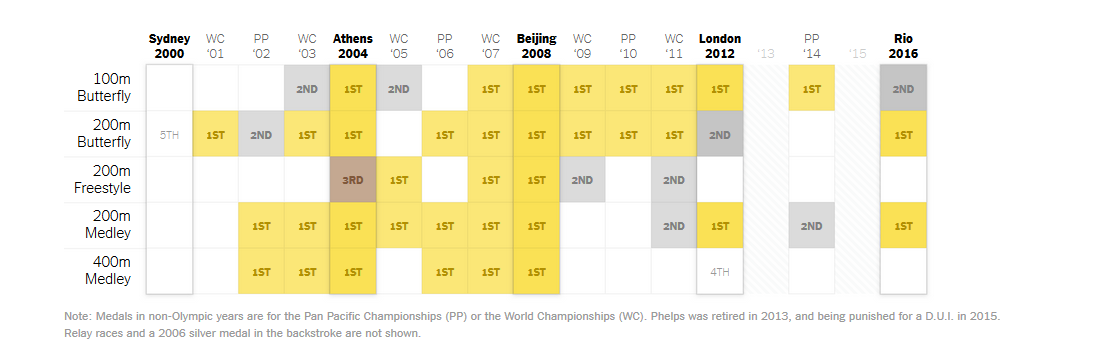 Sydney WC PP WC Athens WC PP WC Beijing WC PP WC London PP Rio
2000 ‘01 ‘02 ‘03 2004 ‘05 ‘06 ‘07 2008 ‘09 ‘10 ‘11 2012 ‘13 ‘14 ‘15 2016
100m
Butterfly
2ND 1ST 2ND 1ST 1ST 1ST 1ST 1ST 1ST 1ST 2ND
200m
Butterfly
5TH 1ST 2ND 1ST 1ST 1ST 1ST 1ST 1ST 1ST 1ST 2ND 1ST
200m
Freestyle
3RD 1ST 1ST 1ST 2ND 2ND
200m
Medley
1ST 1ST 1ST 1ST 1ST 1ST 1ST 2ND 1ST 2ND 1ST
400m
Medley
1ST 1ST 1ST 1ST 1ST 1ST 4TH
Note: Medals in non-Olympic years are for the Pan Pacific Championships (PP) or the World Championships (WC). Phelps was retired in 2013, and being punished for a D.U.I. in 2015.
Relay races and a 2006 silver medal in the backstroke are not shown.